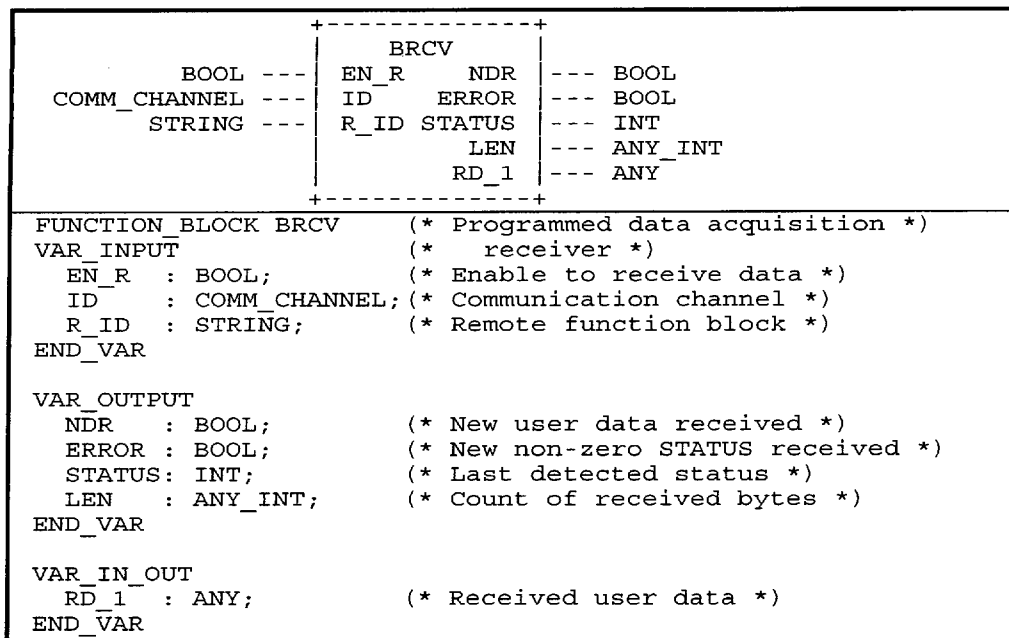 +---------------+
| BRCV |
BOOL ---| EN_R NDR |--- BOOL
COMM_CHANNEL ---| ID ERROR |--- BOOL
STRING ---| R_ID STATUS |--- INT
| LEN |--- ANY_INT
| RD_1 |--- ANY
+---------------+
FUNCTION_BLOCK BRCV (* Programmed data acquisition *)
VAR_INPUT (* receiver *)
EN_R : BOOL; (* Enable to receive data *)
ID : COMM_CHANNEL; (* Communication channel *)
R_ID : STRING; (* Remote function block *)
END_VAR
VAR_OUTPUT
NDR : BOOL; (* New user data received *)
ERROR : BOOL; (* New non-zero STATUS received *)
STATUS: INT; (* Last detected status *)
LEN : ANY_INT; (* Count of received bytes *)
END_VAR
VAR_IN_OUT
RD_1 : ANY; (* Received user data *)
END_VAR